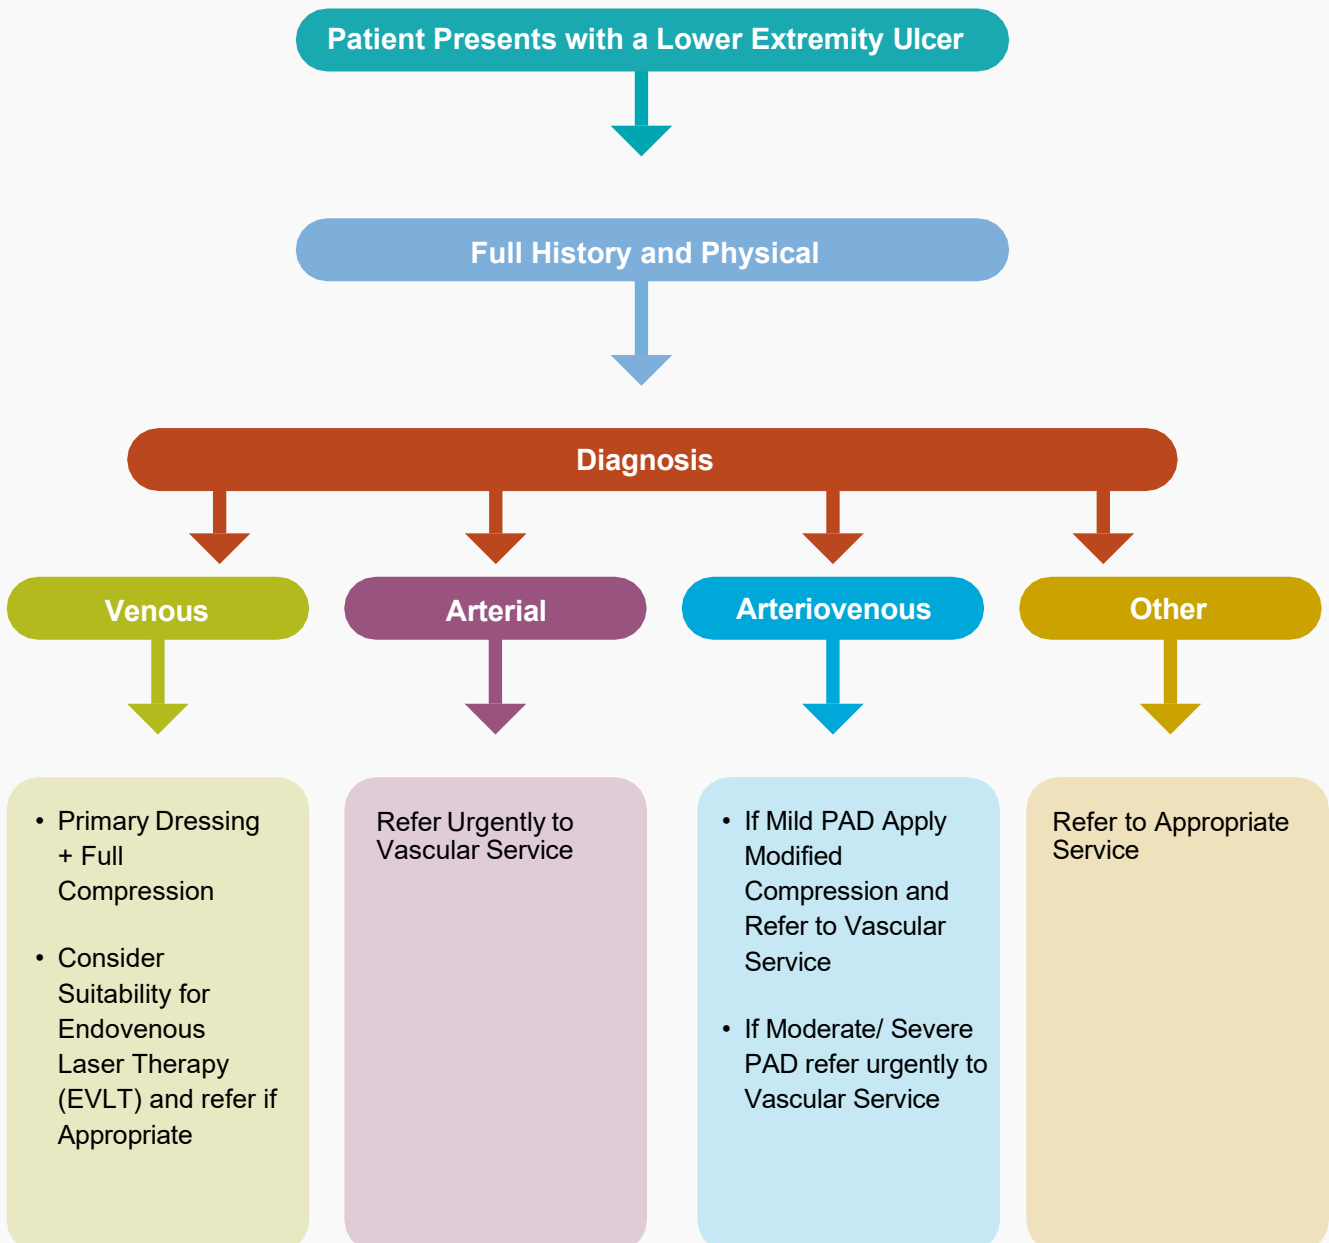 Patient Presents with a Lower Extremity Ulcer
Full History and Physical
Diagnosis
Venous
Arterial
Arteriovenous
Other
• Primary Dressing
+ Full
Compression
• Consider
Suitability for
Endovenous
Laser Therapy
(EVLT) and refer if
Appropriate
Refer Urgently to
Vascular Service
• If Mild PAD Apply
Modified
Compression and
Refer to Vascular
Service
• If Moderate/ Severe
PAD refer urgently to
Vascular Service
Refer to Appropriate
Service